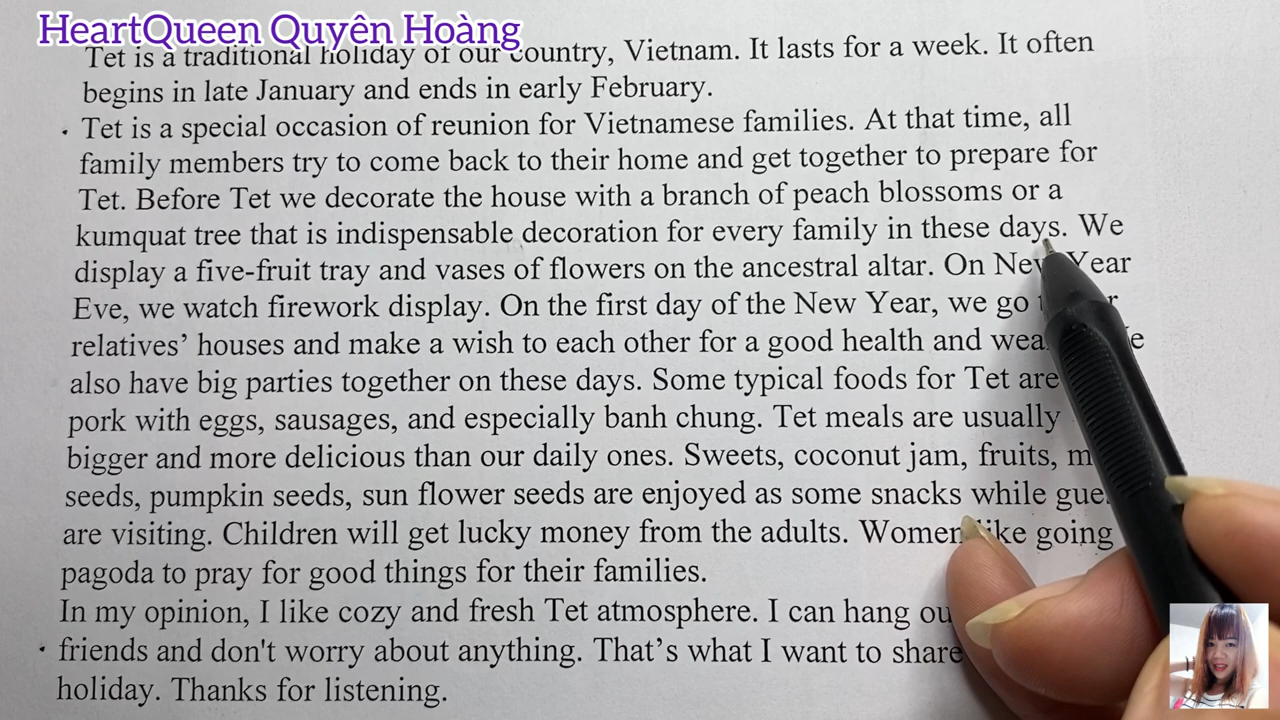 HeartQueen Quyên Hoàng
Tet is a traditional holiday of our country, Vietnam. It lasts for a week. It often
begins in late January and ends in early February.
Tet is a special occasion of reunion for Vietnamese families. At that time, all
family members try to come back to their home and get together to prepare for
Tet. Before Tet we decorate the house with a branch of peach blossoms or a
kumquat tree that is indispensable decoration for every family in these days. We
display a five-fruit tray and vases of flowers on the ancestral altar. On New Year
Eve, we watch firework display. On the first day of the New Year, we go
relatives’ houses and make a wish to each other for a good health and
also have big parties together on these days. Some typical foods for Tet are
pork with eggs, sausages, and especially banh chung. Tet meals are usually
bigger and more delicious than our daily ones. Sweets, coconut jam, fruits,
seeds, pumpkin seeds, sun flower seeds are enjoyed as some snacks while
are visiting. Children will get lucky money from the adults. Women like going
pagoda to pray for good things for their families.
In my opinion, I like cozy and fresh Tet atmosphere. I can hang
friends and don't worry about anything. That’s what I want to share
holiday. Thanks for listening.